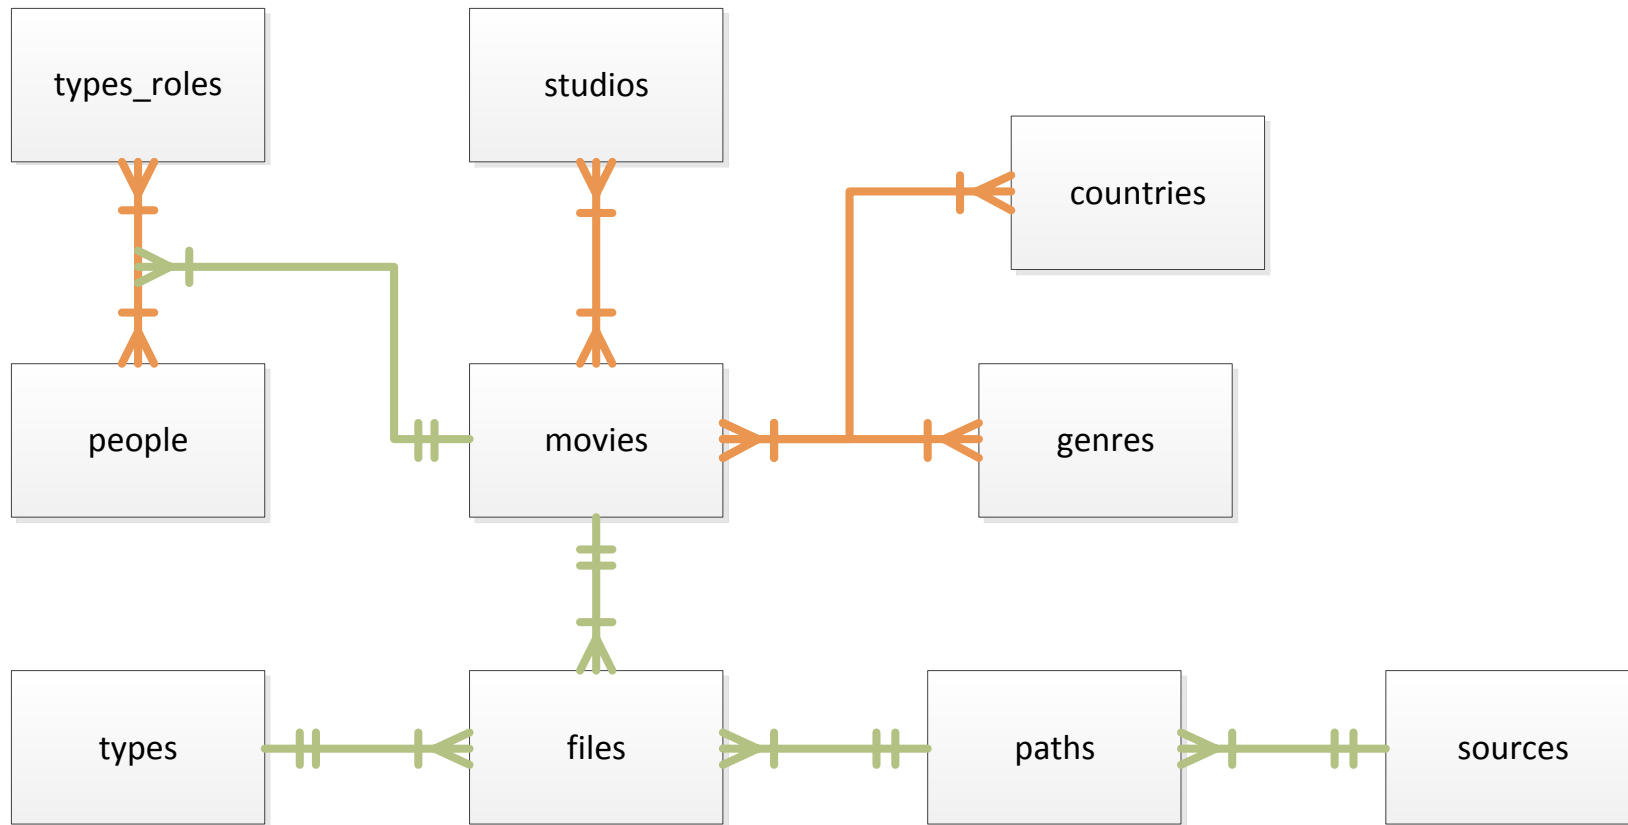 types_roles
studios
countries
people
movies
genres
types
files
paths
sources